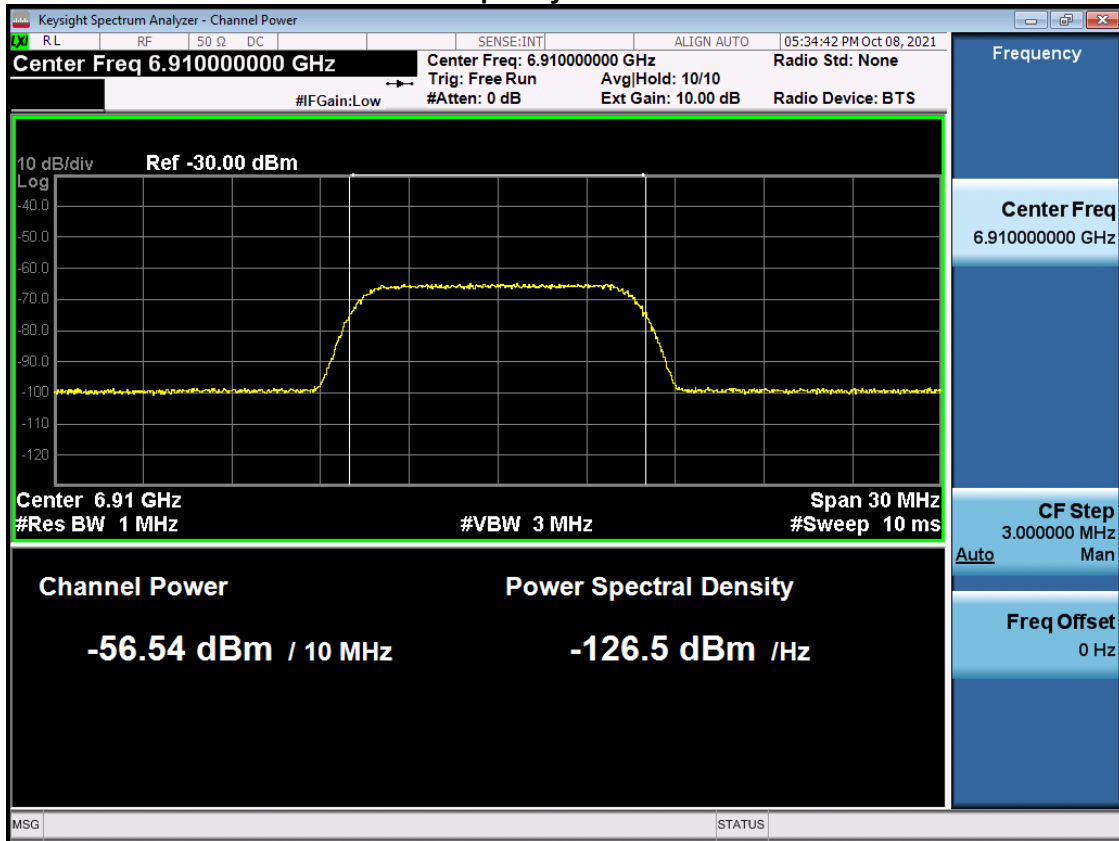 Keysight Spectrum Analyzer - Channel Power
LXI RL RF 50 Ω DC SENSE:INT ALIGN AUTO 05:34:42 PM Oct 08, 2021
Center Freq 6.910000000 GHz
Center Freq: 6.910000000 GHz Radio Std: None
Trig: Free Run Avg|Hold: 10/10
#IFGain:Low #Atten: 0 dB Ext Gain: 10.00 dB Radio Device: BTS
10 dB/div Ref -30.00 dBm
Log
-40.0
-50.0
-60.0
-70.0
-80.0
-90.0
-100
-110
-120
Center 6.91 GHz Span 30 MHz
#Res BW 1 MHz #VBW 3 MHz #Sweep 10 ms
Channel Power Power Spectral Density
-56.54 dBm / 10 MHz -126.5 dBm /Hz
MSG STATUS
Frequency
Center Freq
6.910000000 GHz
CF Step
3.000000 MHz
Auto Man
Freq Offset
0 Hz